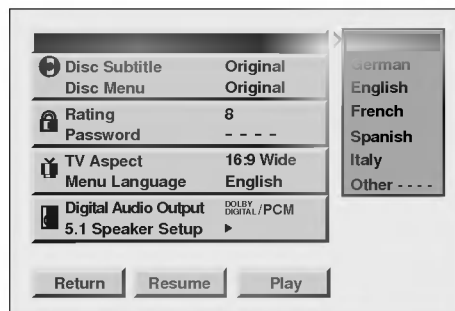 Disc Subtitle Original
Disc Menu Original
Rating 8
Password - - - -
TV Aspect 16:9 Wide
Menu Language English
Digital Audio Output DOLBY DIGITAL / PCM
5.1 Speaker Setup ►
Return Resume Play
German
English
French
Spanish
Italy
Other - - - -